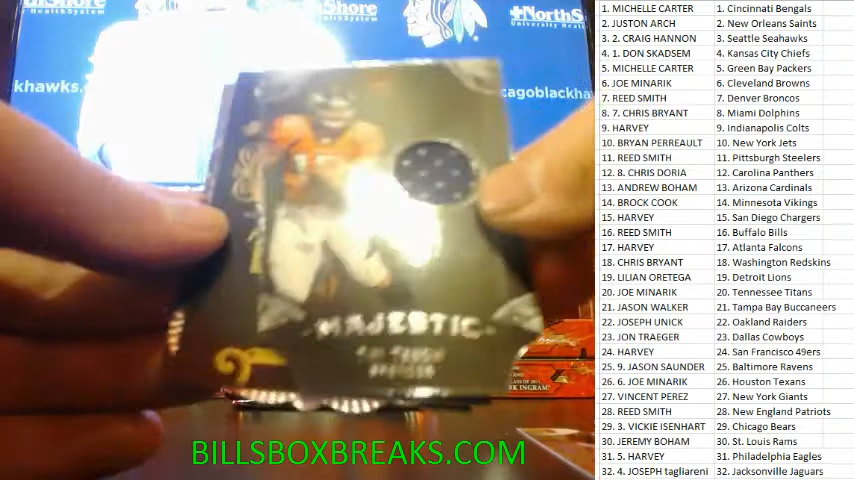 Shore
University HealthSystem
NorthS
University HealthSystem
khawks.
cagoblackha
MAJESTIC
BILLSBOXBREAKS.COM
1. MICHELLE CARTER 1. Cincinnati Bengals
2. JUSTON ARCH 2. New Orleans Saints
3. 2. CRAIG HANNON 3. Seattle Seahawks
4. 1. DON SKADSEM 4. Kansas City Chiefs
5. MICHELLE CARTER 5. Green Bay Packers
6. JOE MINARIK 6. Cleveland Browns
7. REED SMITH 7. Denver Broncos
8. 7. CHRIS BRYANT 8. Miami Dolphins
9. HARVEY 9. Indianapolis Colts
10. BRYAN PERREAULT 10. New York Jets
11. REED SMITH 11. Pittsburgh Steelers
12. 8. CHRIS DORIA 12. Carolina Panthers
13. ANDREW BOHAM 13. Arizona Cardinals
14. BROCK COOK 14. Minnesota Vikings
15. HARVEY 15. San Diego Chargers
16. REED SMITH 16. Buffalo Bills
17. HARVEY 17. Atlanta Falcons
18. CHRIS BRYANT 18. Washington Redskins
19. LILIAN ORETEGA 19. Detroit Lions
20. JOE MINARIK 20. Tennessee Titans
21. JASON WALKER 21. Tampa Bay Buccaneers
22. JOSEPH UNICK 22. Oakland Raiders
23. JON TRAEGER 23. Dallas Cowboys
24. HARVEY 24. San Francisco 49ers
25. 9. JASON SAUNDER 25. Baltimore Ravens
26. 6. JOE MINARIK 26. Houston Texans
27. VINCENT PEREZ 27. New York Giants
28. REED SMITH 28. New England Patriots
29. 3. VICKIE ISENHART 29. Chicago Bears
30. JEREMY BOHAM 30. St. Louis Rams
31. 5. HARVEY 31. Philadelphia Eagles
32. 4. JOSEPH tagliareni 32. Jacksonville Jaguars